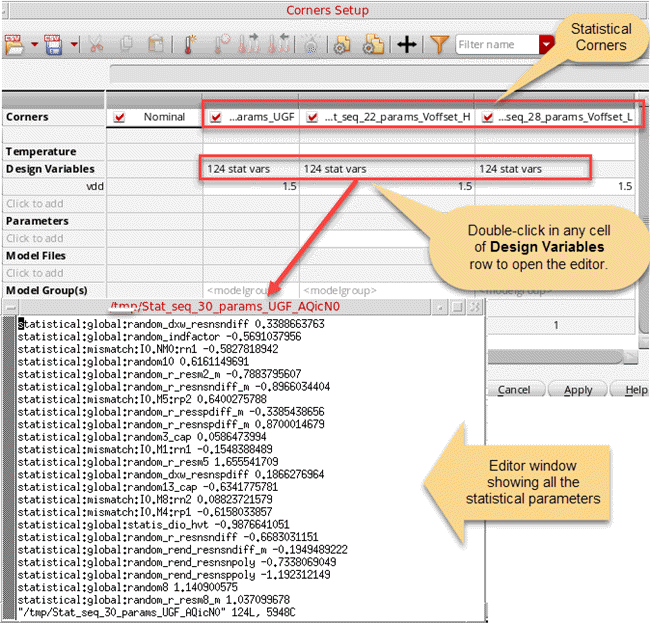 Corners Setup
Statistical
Corners
CSV
CSV
Filter name
Corners
Nominal
...arams_UGF
...t_seq_22_params_Voffset_H
...seq_28_params_Voffset_L
Temperature
Design Variables
124 stat vars
124 stat vars
124 stat vars
vdd
1.5
1.5
1.5
Click to add
Parameters
Click to add
Model Files
Click to add
Model Group(s)
<modelgroup>
<modelgroup>
<modelgroup>
Double-click in any cell
of Design Variables
row to open the editor.
1
Cancel
Apply
Help
/tmp/Stat_seq_30_params_UGF_AQicN0
statistical:global:random_dxw_resnsndiff 0.3388663763
statistical:global:random_indfactor -0.5691037956
statistical:mismatch:I0.NM0:rn1 -0.5827818942
statistical:global:random10 0.6161149691
statistical:global:random_r_resm2_m -0.7883795607
statistical:global:random_r_resnsndiff_m -0.8966034404
statistical:mismatch:I0.M5:rp2 0.6400275788
statistical:global:random_r_resspdiff_m -0.3385438656
statistical:global:random_r_resnspdiff_m 0.8700014679
statistical:global:random3_cap 0.0586473994
statistical:mismatch:I0.M1:rn1 -0.1548388489
statistical:global:random_r_resm5 1.655541709
statistical:global:random_dxw_resnspdiff 0.1866276964
statistical:global:random13_cap -0.6341775781
statistical:mismatch:I0.M8:rn2 0.08823721579
statistical:mismatch:I0.M4:rp1 -0.6158033857
statistical:global:statis_dio_hvt -0.9876641051
statistical:global:random_r_resnsndiff -0.6683031151
statistical:global:random_rend_resnsndiff_m -0.1949489222
statistical:global:random_rend_resnsnpoly -0.7338069049
statistical:global:random_rend_resnsppoly -1.192312149
statistical:global:random8 1.140900575
statistical:global:random_r_resm8_m 1.037099678
"/tmp/Stat_seq_30_params_UGF_AQicN0" 124L, 5948C
Editor window
showing all the
statistical parameters